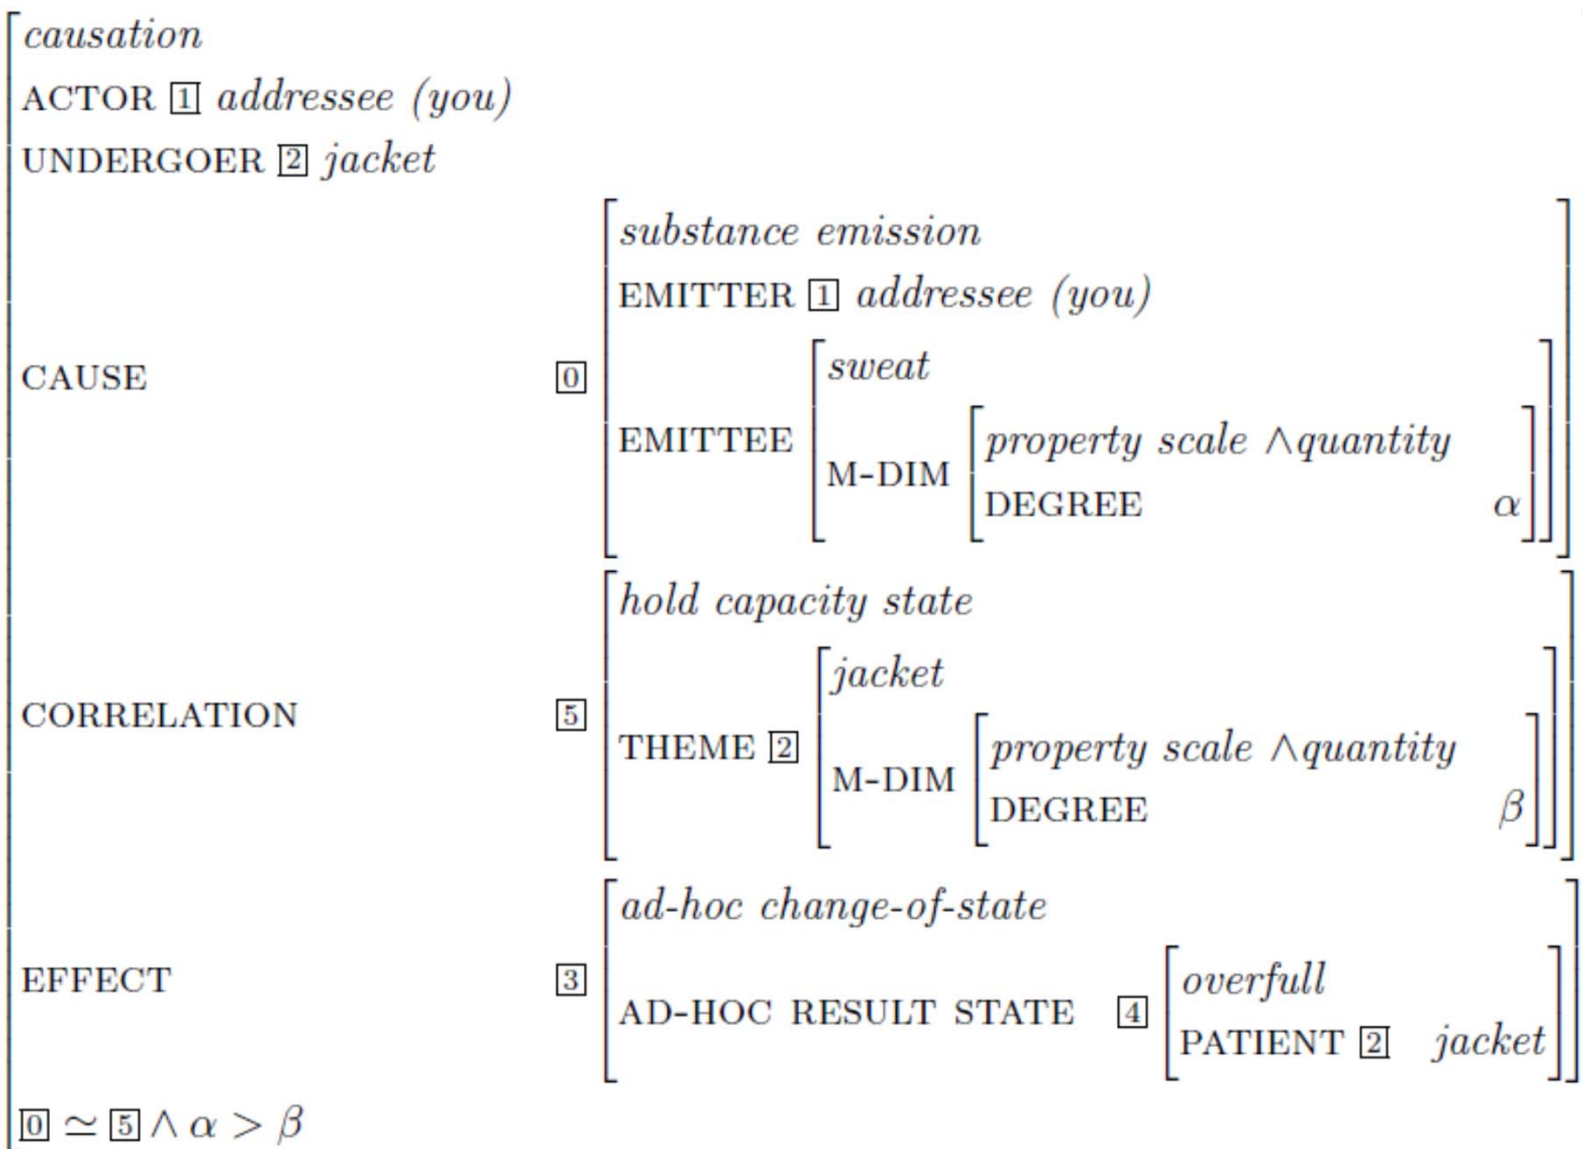 causation
ACTOR 1 addressee (you)
UNDERGOER 2 jacket
substance emission
EMITTER 1 addressee (you)
CAUSE 0
sweat
EMITTEE
property scale ∧quantity
M-DIM
DEGREE α
hold capacity state
jacket
CORRELATION 5
THEME 2
property scale ∧quantity
M-DIM
DEGREE β
ad-hoc change-of-state
EFFECT 3
overfull
AD-HOC RESULT STATE 4
PATIENT 2 jacket
0 ≃ 5 ∧ α > β